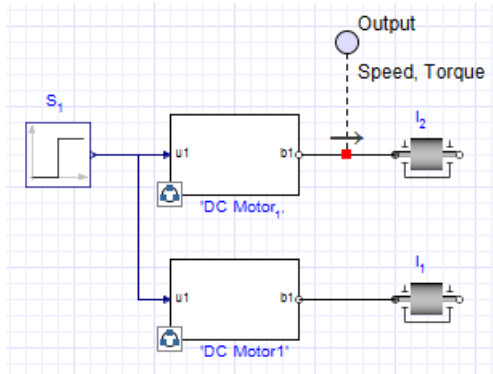 Output
Speed, Torque
S1
I2
u1
b1
'DC Motor1'
I1
u1
b1
'DC Motor1'